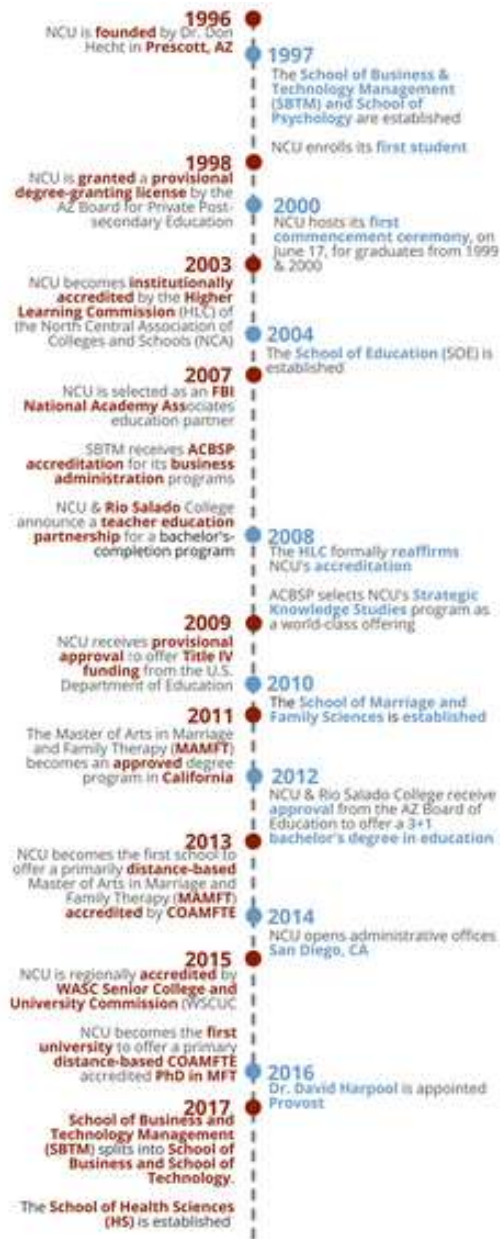 1996
NCU is founded by Dr. Don
Hecht in Prescott, AZ
1997
The School of Business &
Technology Management
(SBTM) and School of
Psychology are established
NCU enrolls its first student
1998
NCU is granted a provisional
degree-granting license by the
AZ Board for Private Post-
secondary Education
2000
NCU hosts its first
commencement ceremony, on
June 17, for graduates from 1999
& 2000
2003
NCU becomes institutionally
accredited by the Higher
Learning Commission (HLC) of
the North Central Association of
Colleges and Schools (NCA)
2004
The School of Education (SOE) is
established
2007
NCU is selected as an FBI
National Academy Associates
education partner
SBTM receives ACBSP
accreditation for its business
administration programs
NCU & Rio Salado College
announce a teacher education
partnership for a bachelor's-
completion program
2008
The HLC formally reaffirms
NCU's accreditation
ACBSP selects NCU's Strategic
Knowledge Studies program as
a world-class offering
2009
NCU receives provisional
approval to offer Title IV
funding from the U.S.
Department of Education
2010
The School of Marriage and
Family Sciences is established
2011
The Master of Arts in Marriage
and Family Therapy (MAMFT)
becomes an approved degree
program in California
2012
NCU & Rio Salado College receive
approval from the AZ Board of
Education to offer a 3+1
bachelor's degree in education
2013
NCU becomes the first school to
offer a primarily distance-based
Master of Arts in Marriage and
Family Therapy (MAMFT)
accredited by COAMFTE
2014
NCU opens administrative offices
San Diego, CA
2015
NCU is regionally accredited by
WASC Senior College and
University Commission (WSCUC
NCU becomes the first
university to offer a primary
distance-based COAMFTE
accredited PhD in MFT
2016
Dr. David Harpool is appointed
Provost
2017
School of Business and
Technology Management
(SBTM) splits into School of
Business and School of
Technology.
The School of Health Sciences
(HS) is established